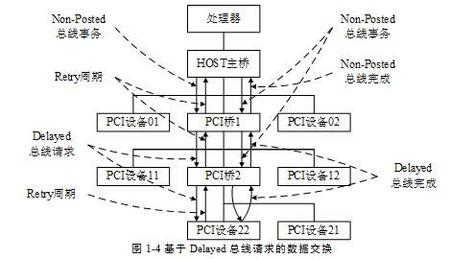 处理器
Non-Posted
总线事务
Non-Posted
总线事务
HOST主桥
Retry周期
Non-Posted
总线完成
PCI设备01
PCI桥1
PCI设备02
Delayed
总线请求
PCI设备11
PCI桥2
PCI设备12
Delayed
总线完成
Retry周期
PCI设备22
PCI设备21
图 1-4 基于 Delayed 总线请求的数据交换